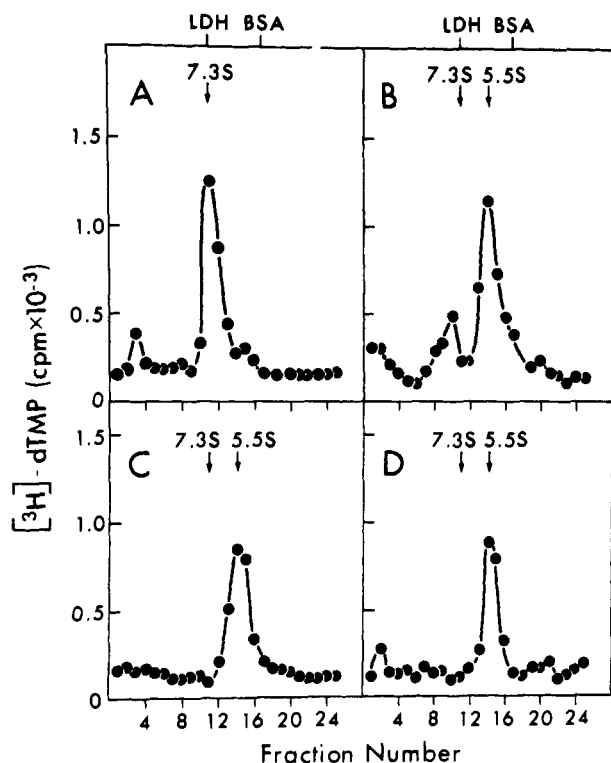 LDH BSA LDH BSA
A 7.3S
B 7.3S 5.5S
1.5
1.0
0.5
0
C 7.3S 5.5S
D 7.3S 5.5S
1.5
1.0
0.5
0
[³H]-dTMP (cpm×10⁻³)
4 8 12 16 20 24 4 8 12 16 20 24
Fraction Number